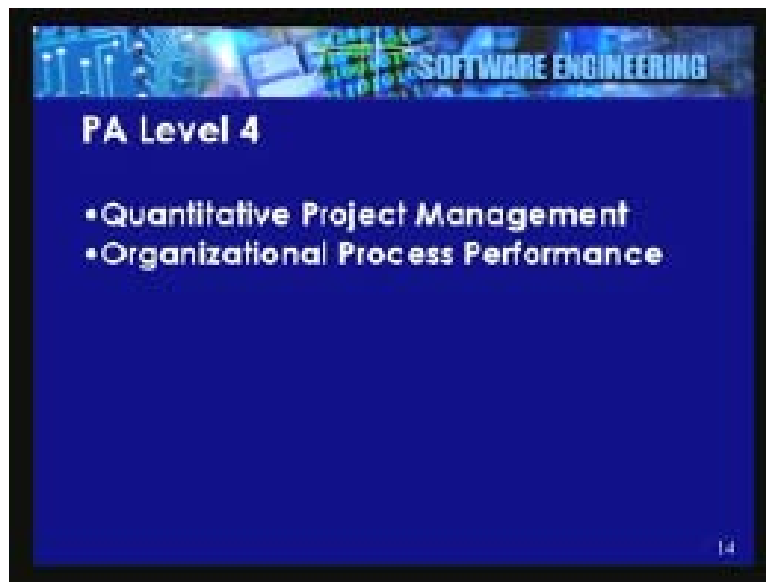 SOFTWARE ENGINEERING
PA Level 4
•Quantitative Project Management
•Organizational Process Performance
14